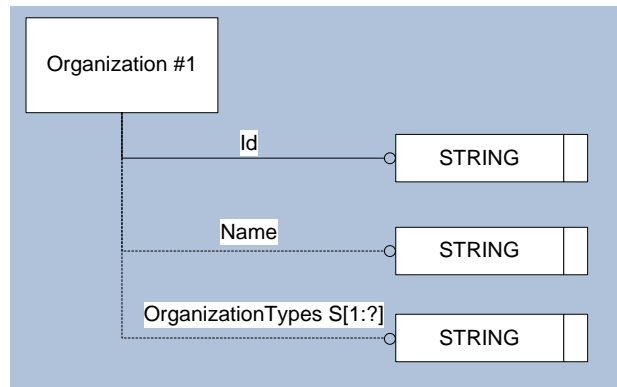 Organization #1
Id
STRING
Name
STRING
OrganizationTypes S[1:?]
STRING